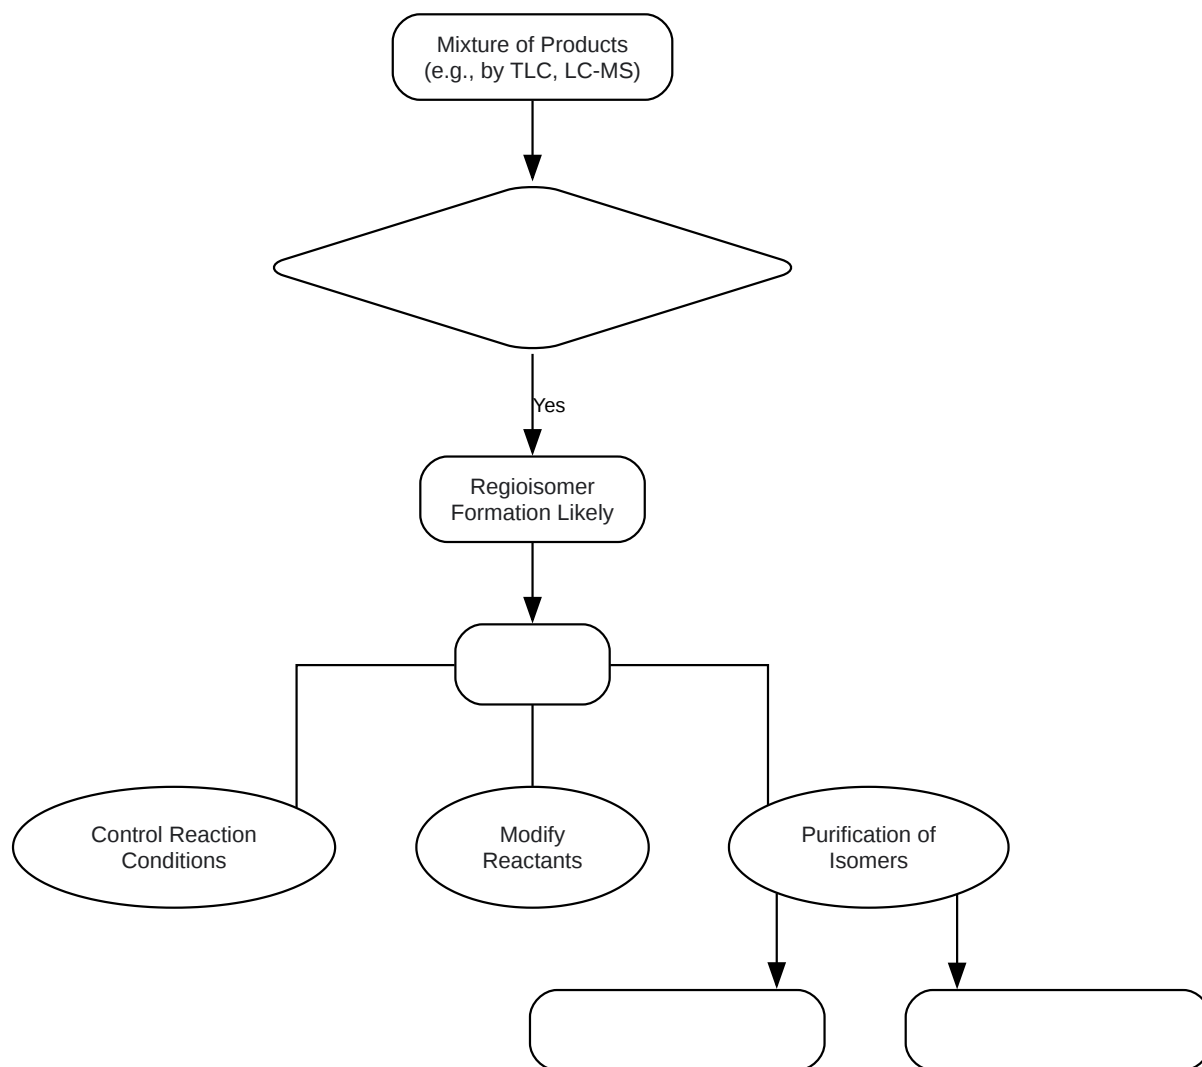 Mixture of Products
(e.g., by TLC, LC-MS)
Yes
Regioisomer
Formation Likely
Control Reaction
Conditions
Modify
Reactants
Purification of
Isomers